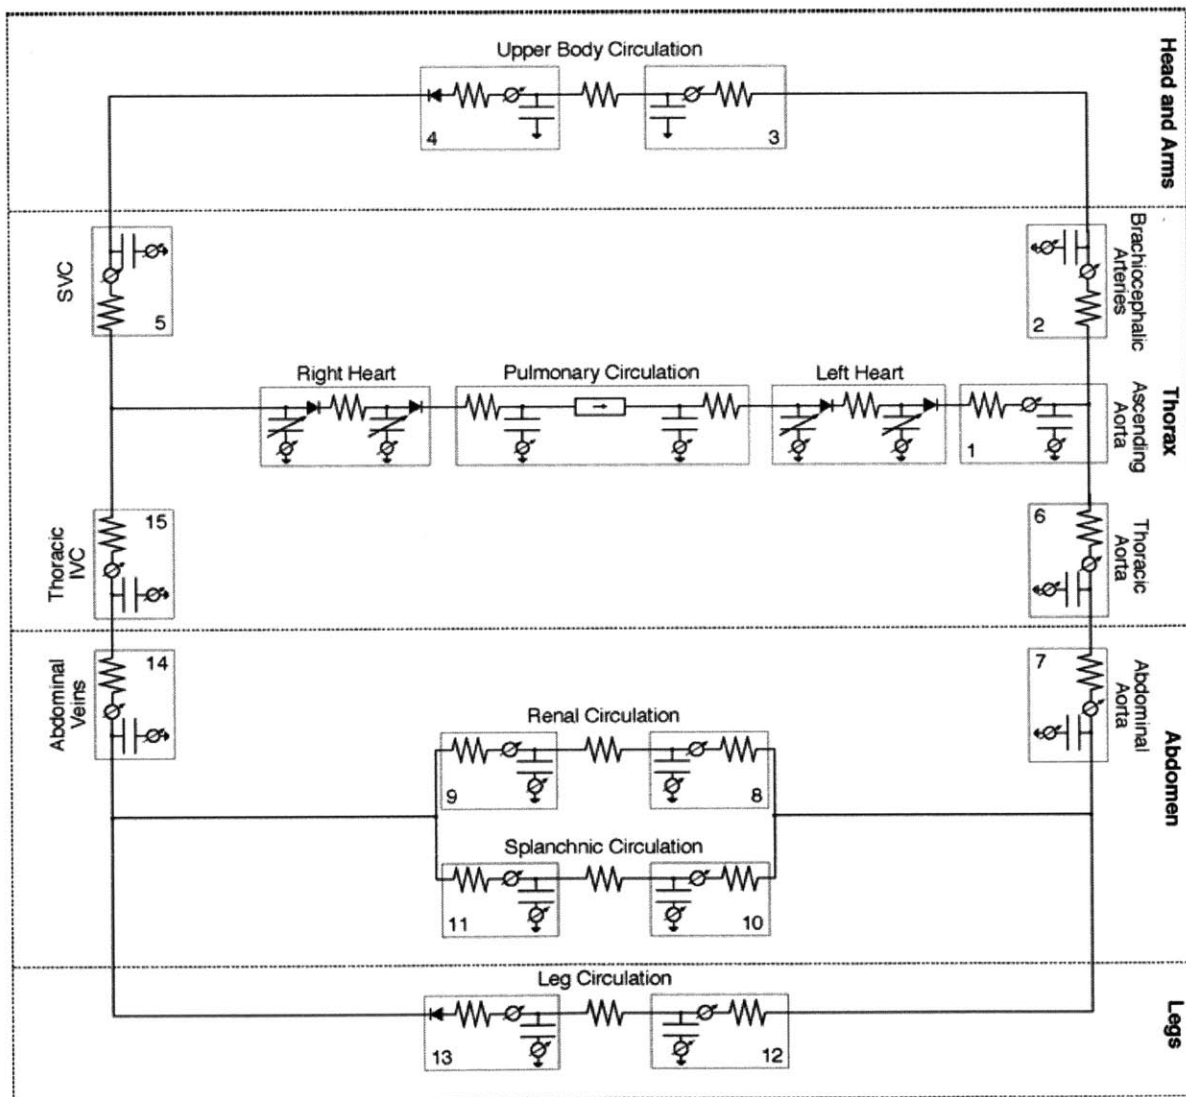 Upper Body Circulation
4
3
Head and Arms
SVC
5
Brachiocephalic
Arteries
2
Right Heart
Pulmonary Circulation
Left Heart
Ascending
Aorta
1
Thorax
Thoracic
IVC
15
6
Thoracic
Aorta
Abdominal
Veins
14
7
Abdominal
Aorta
Renal Circulation
9
8
Abdomen
Splanchnic Circulation
11
10
Leg Circulation
13
12
Legs